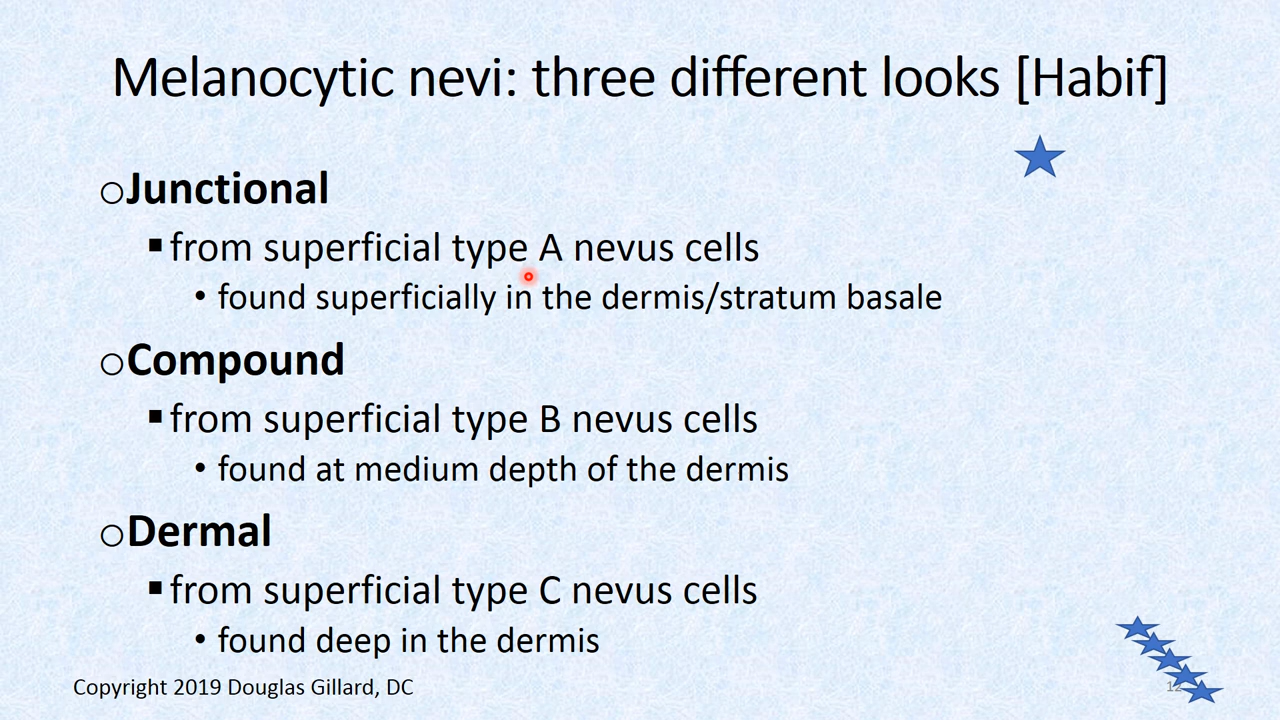 Melanocytic nevi: three different looks [Habif]
Junctional
from superficial type A nevus cells
found superficially in the dermis/stratum basale
Compound
from superficial type B nevus cells
found at medium depth of the dermis
Dermal
from superficial type C nevus cells
found deep in the dermis
Copyright 2019 Douglas Gillard, DC